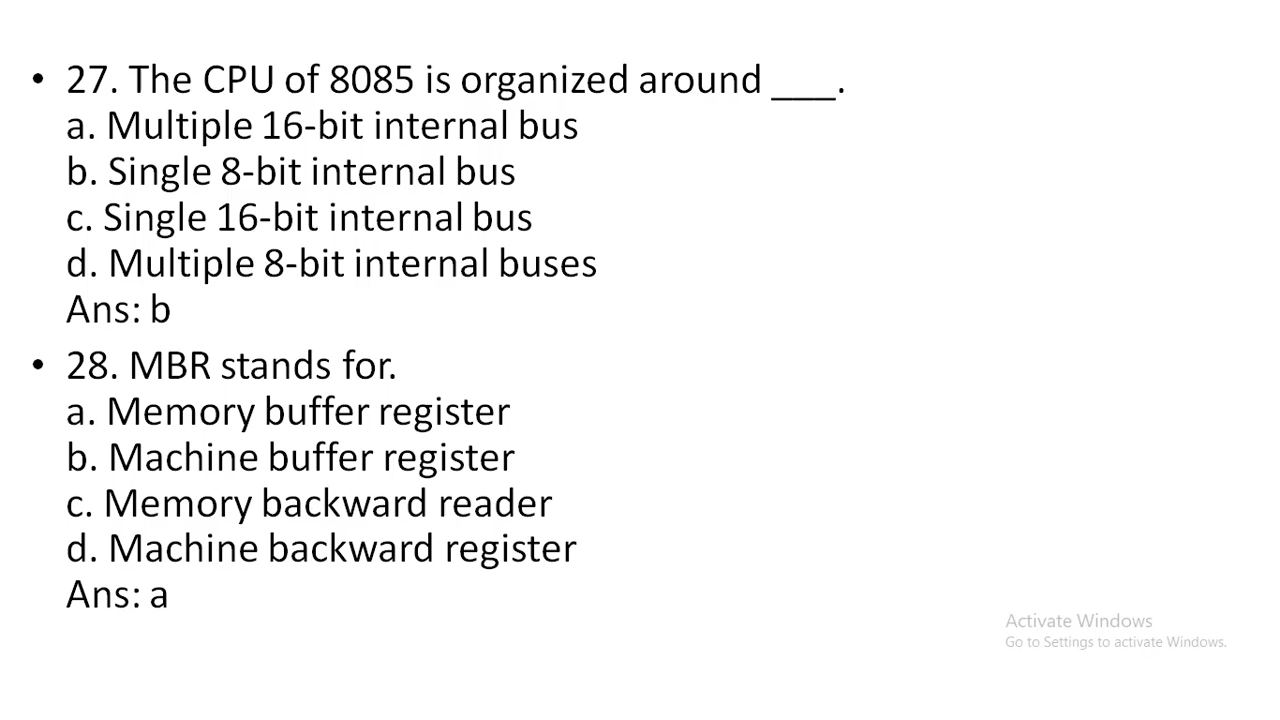 • 27. The CPU of 8085 is organized around ___.
a. Multiple 16-bit internal bus
b. Single 8-bit internal bus
c. Single 16-bit internal bus
d. Multiple 8-bit internal buses
Ans: b
• 28. MBR stands for.
a. Memory buffer register
b. Machine buffer register
c. Memory backward reader
d. Machine backward register
Ans: a
Activate Windows
Go to Settings to activate Windows.